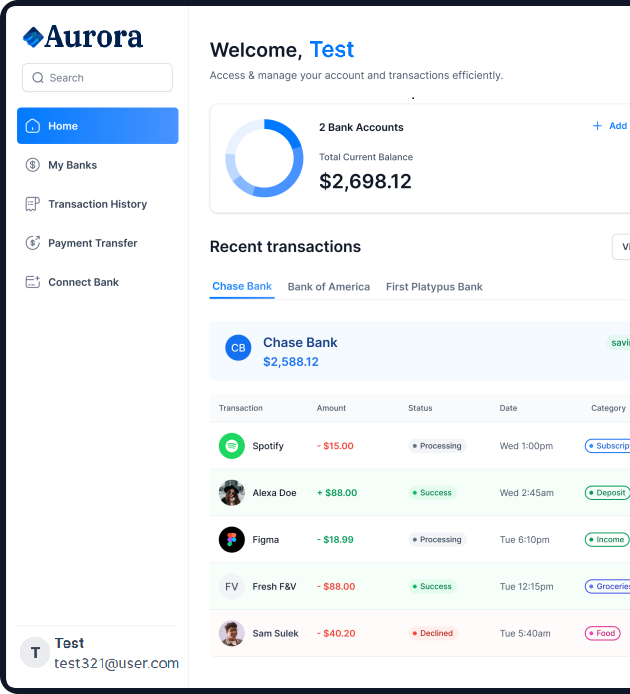 Aurora
Search
Home
My Banks
Transaction History
Payment Transfer
Connect Bank
Test
test321@user.com
T
Welcome, Test
Access & manage your account and transactions efficiently.
2 Bank Accounts
+ Add
Total Current Balance
$2,698.12
Recent transactions
Chase Bank Bank of America First Platypus Bank
CB
Chase Bank
$2,588.12
Transaction Amount Status Date Category
Spotify - $15.00 Processing Wed 1:00pm
Alexa Doe + $88.00 Success Wed 2:45am Deposit
Figma - $18.99 Processing Tue 6:10pm Income
FV Fresh F&V - $88.00 Success Tue 12:15pm Groceries
Sam Sulek - $40.20 Declined Tue 5:40am Food